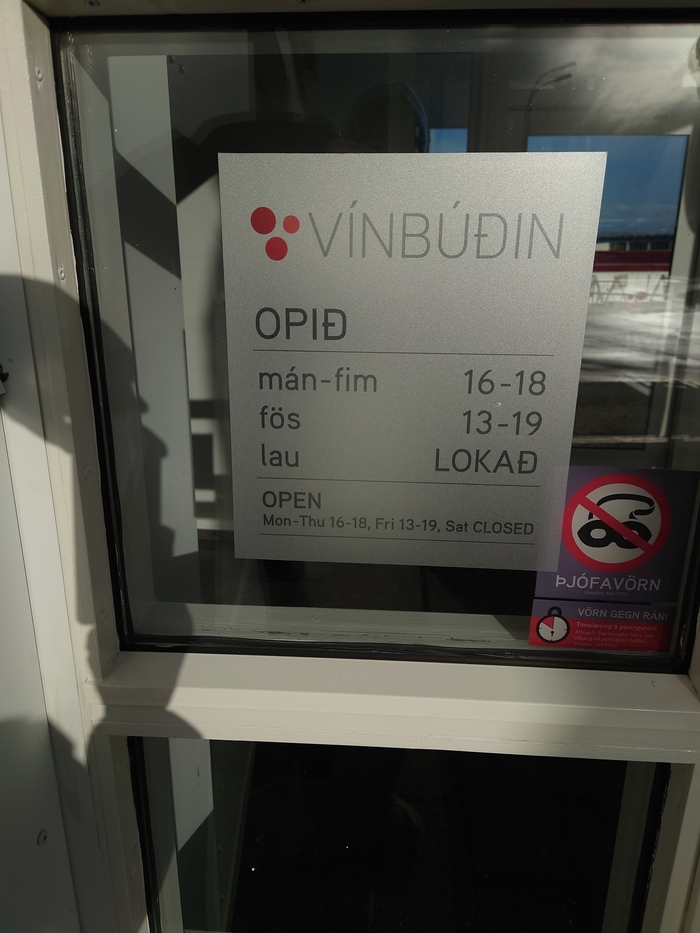 VÍNBÚÐIN
OPIÐ
mán-fim 16-18
fös 13-19
lau LOKAÐ
OPEN
Mon-Thu 16-18, Fri 13-19, Sat CLOSED
ÞJÓFAVÖRN
VÖRN GEGN RÁNI